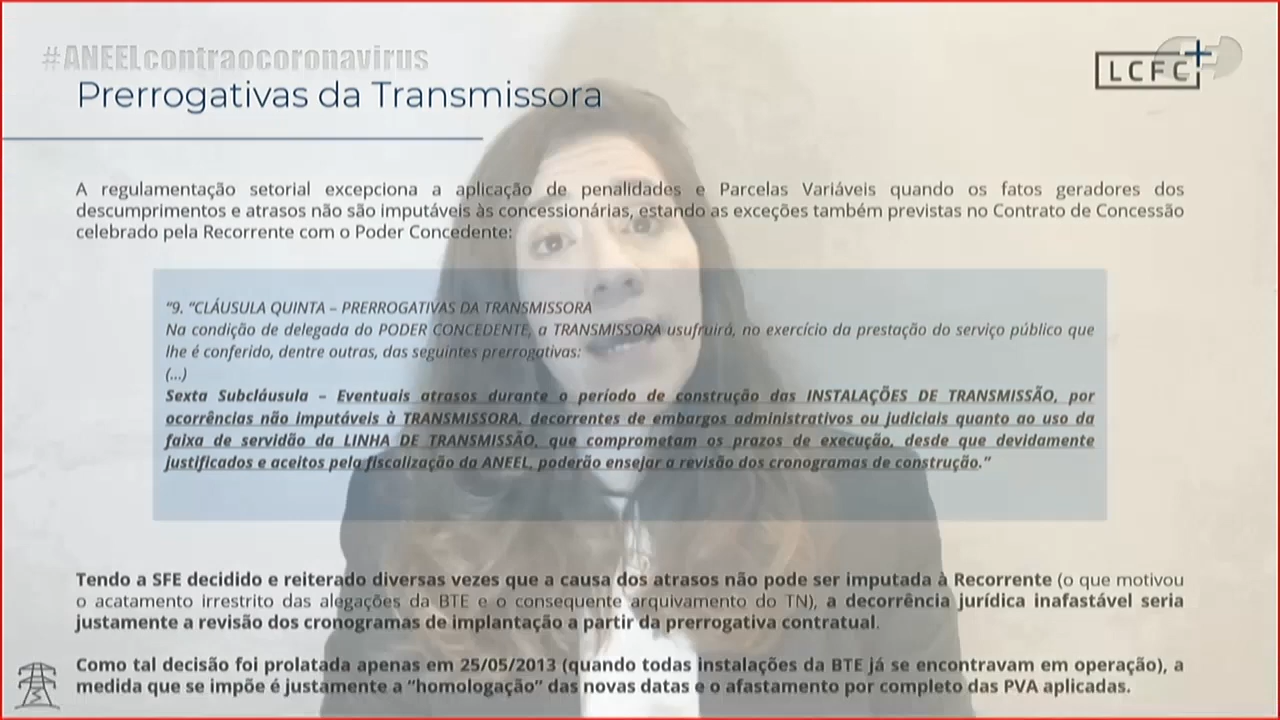 #ANEELcontraocoronavirus
Prerrogativas da Transmissora
LCFC
A regulamentação setorial excepciona a aplicação de penalidades e Parcelas Variáveis quando os fatos geradores dos
descumprimentos e atrasos não são imputáveis às concessionárias, estando as exceções também previstas no Contrato de Concessão
celebrado pela Recorrente com o Poder Concedente:
"9. "CLÁUSULA QUINTA – PRERROGATIVAS DA TRANSMISSORA
Na condição de delegada do PODER CONCEDENTE, a TRANSMISSORA usufruirá, no exercício da prestação do serviço público que
lhe é conferido, dentre outras, das seguintes prerrogativas:
(...)
Sexta Subcláusula – Eventuais atrasos durante o período de construção das INSTALAÇÕES DE TRANSMISSÃO, por
ocorrências não imputáveis à TRANSMISSORA, decorrentes de embargos administrativos ou judiciais quanto ao uso da
faixa de servidão da LINHA DE TRANSMISSÃO, que comprometam os prazos de execução, desde que devidamente
justificados e aceitos pela fiscalização da ANEEL, poderão ensejar a revisão dos cronogramas de construção."
Tendo a SFE decidido e reiterado diversas vezes que a causa dos atrasos não pode ser imputada à Recorrente (o que motivou
o acatamento irrestrito das alegações da BTE e o consequente arquivamento do TN), a decorrência jurídica inafastável seria
justamente a revisão dos cronogramas de implantação a partir da prerrogativa contratual.
Como tal decisão foi prolatada apenas em 25/05/2013 (quando todas instalações da BTE já se encontravam em operação), a
medida que se impõe é justamente a "homologação" das novas datas e o afastamento por completo das PVA aplicadas.